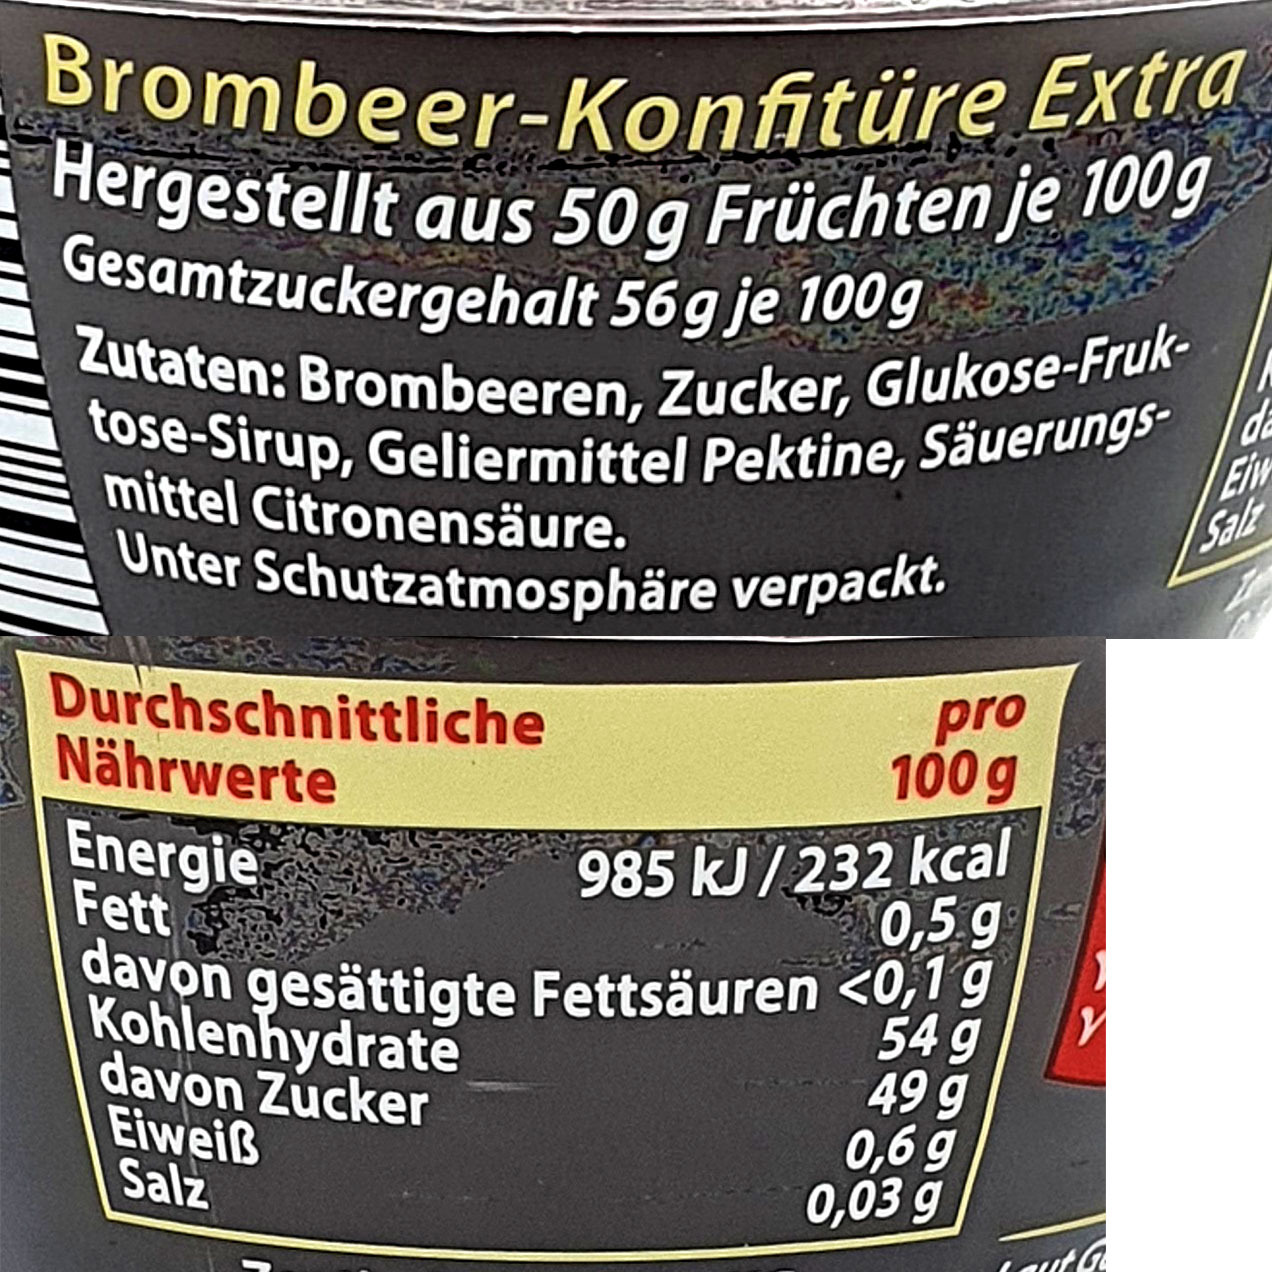 Brombeer-Konfitüre Extra
Hergestellt aus 50g Früchten je 100g
Gesamtzuckergehalt 56g je 100g
Zutaten: Brombeeren, Zucker, Glukose-Fruk-
tose-Sirup, Geliermittel Pektine, Säuerungs-
mittel Citronensäure.
Unter Schutzatmosphäre verpackt.
Salz
Durchschnittliche pro
Nährwerte 100 g
Energie 985 kJ / 232 kcal
Fett 0,5 g
davon gesättigte Fettsäuren <0,1 g
Kohlenhydrate 54 g
davon Zucker 49 g
Eiweiß 0,6 g
Salz 0,03 g